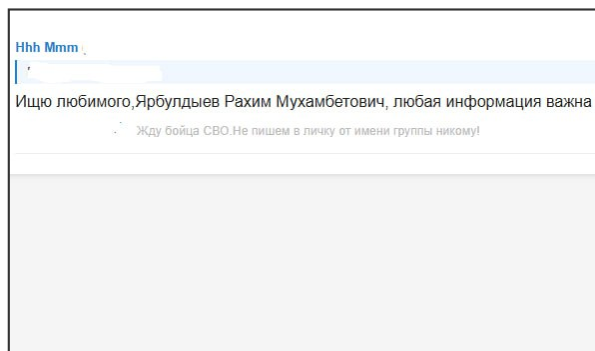 Hhh Mmm
Ищю любимого,Ярбулдыев Рахим Мухамбетович, любая информация важна
Жду бойца СВО.Не пишем в личку от имени группы никому!